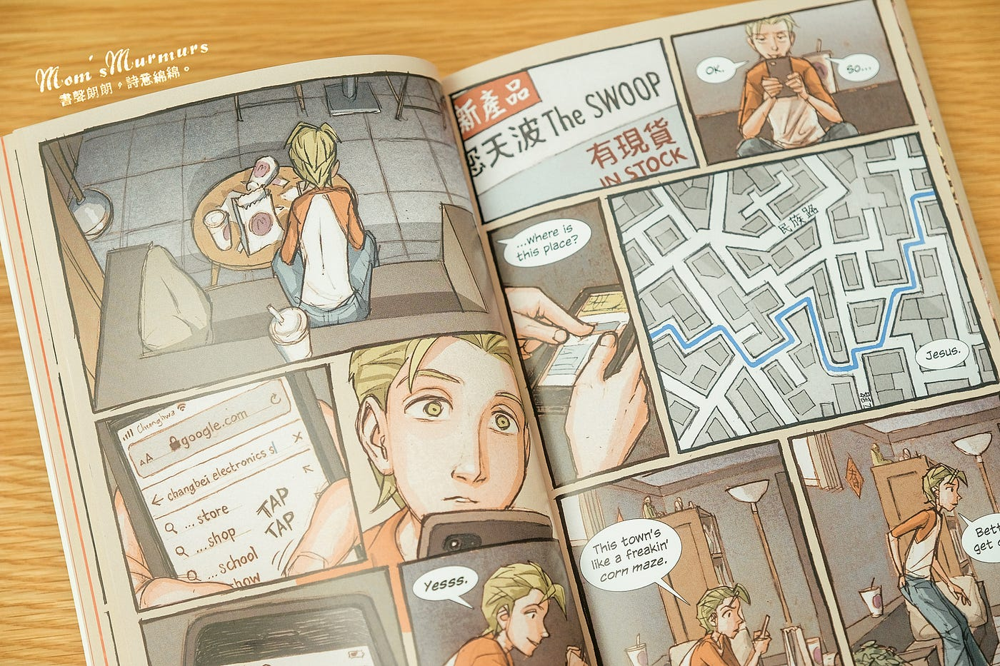 Mom's Murmurs
書聲朗朗。詩意綿綿。
Chunghwa
AA google.com
changbei electronics s
...store
...shop
...school
show
TAP
TAP
Yesss.
新產品
您天波 The SWOOP
有現貨
IN STOCK
OK.
So...
...where is
this place?
民族路
Jesus.
This town's
like a freakin'
corn maze.
Bett
get